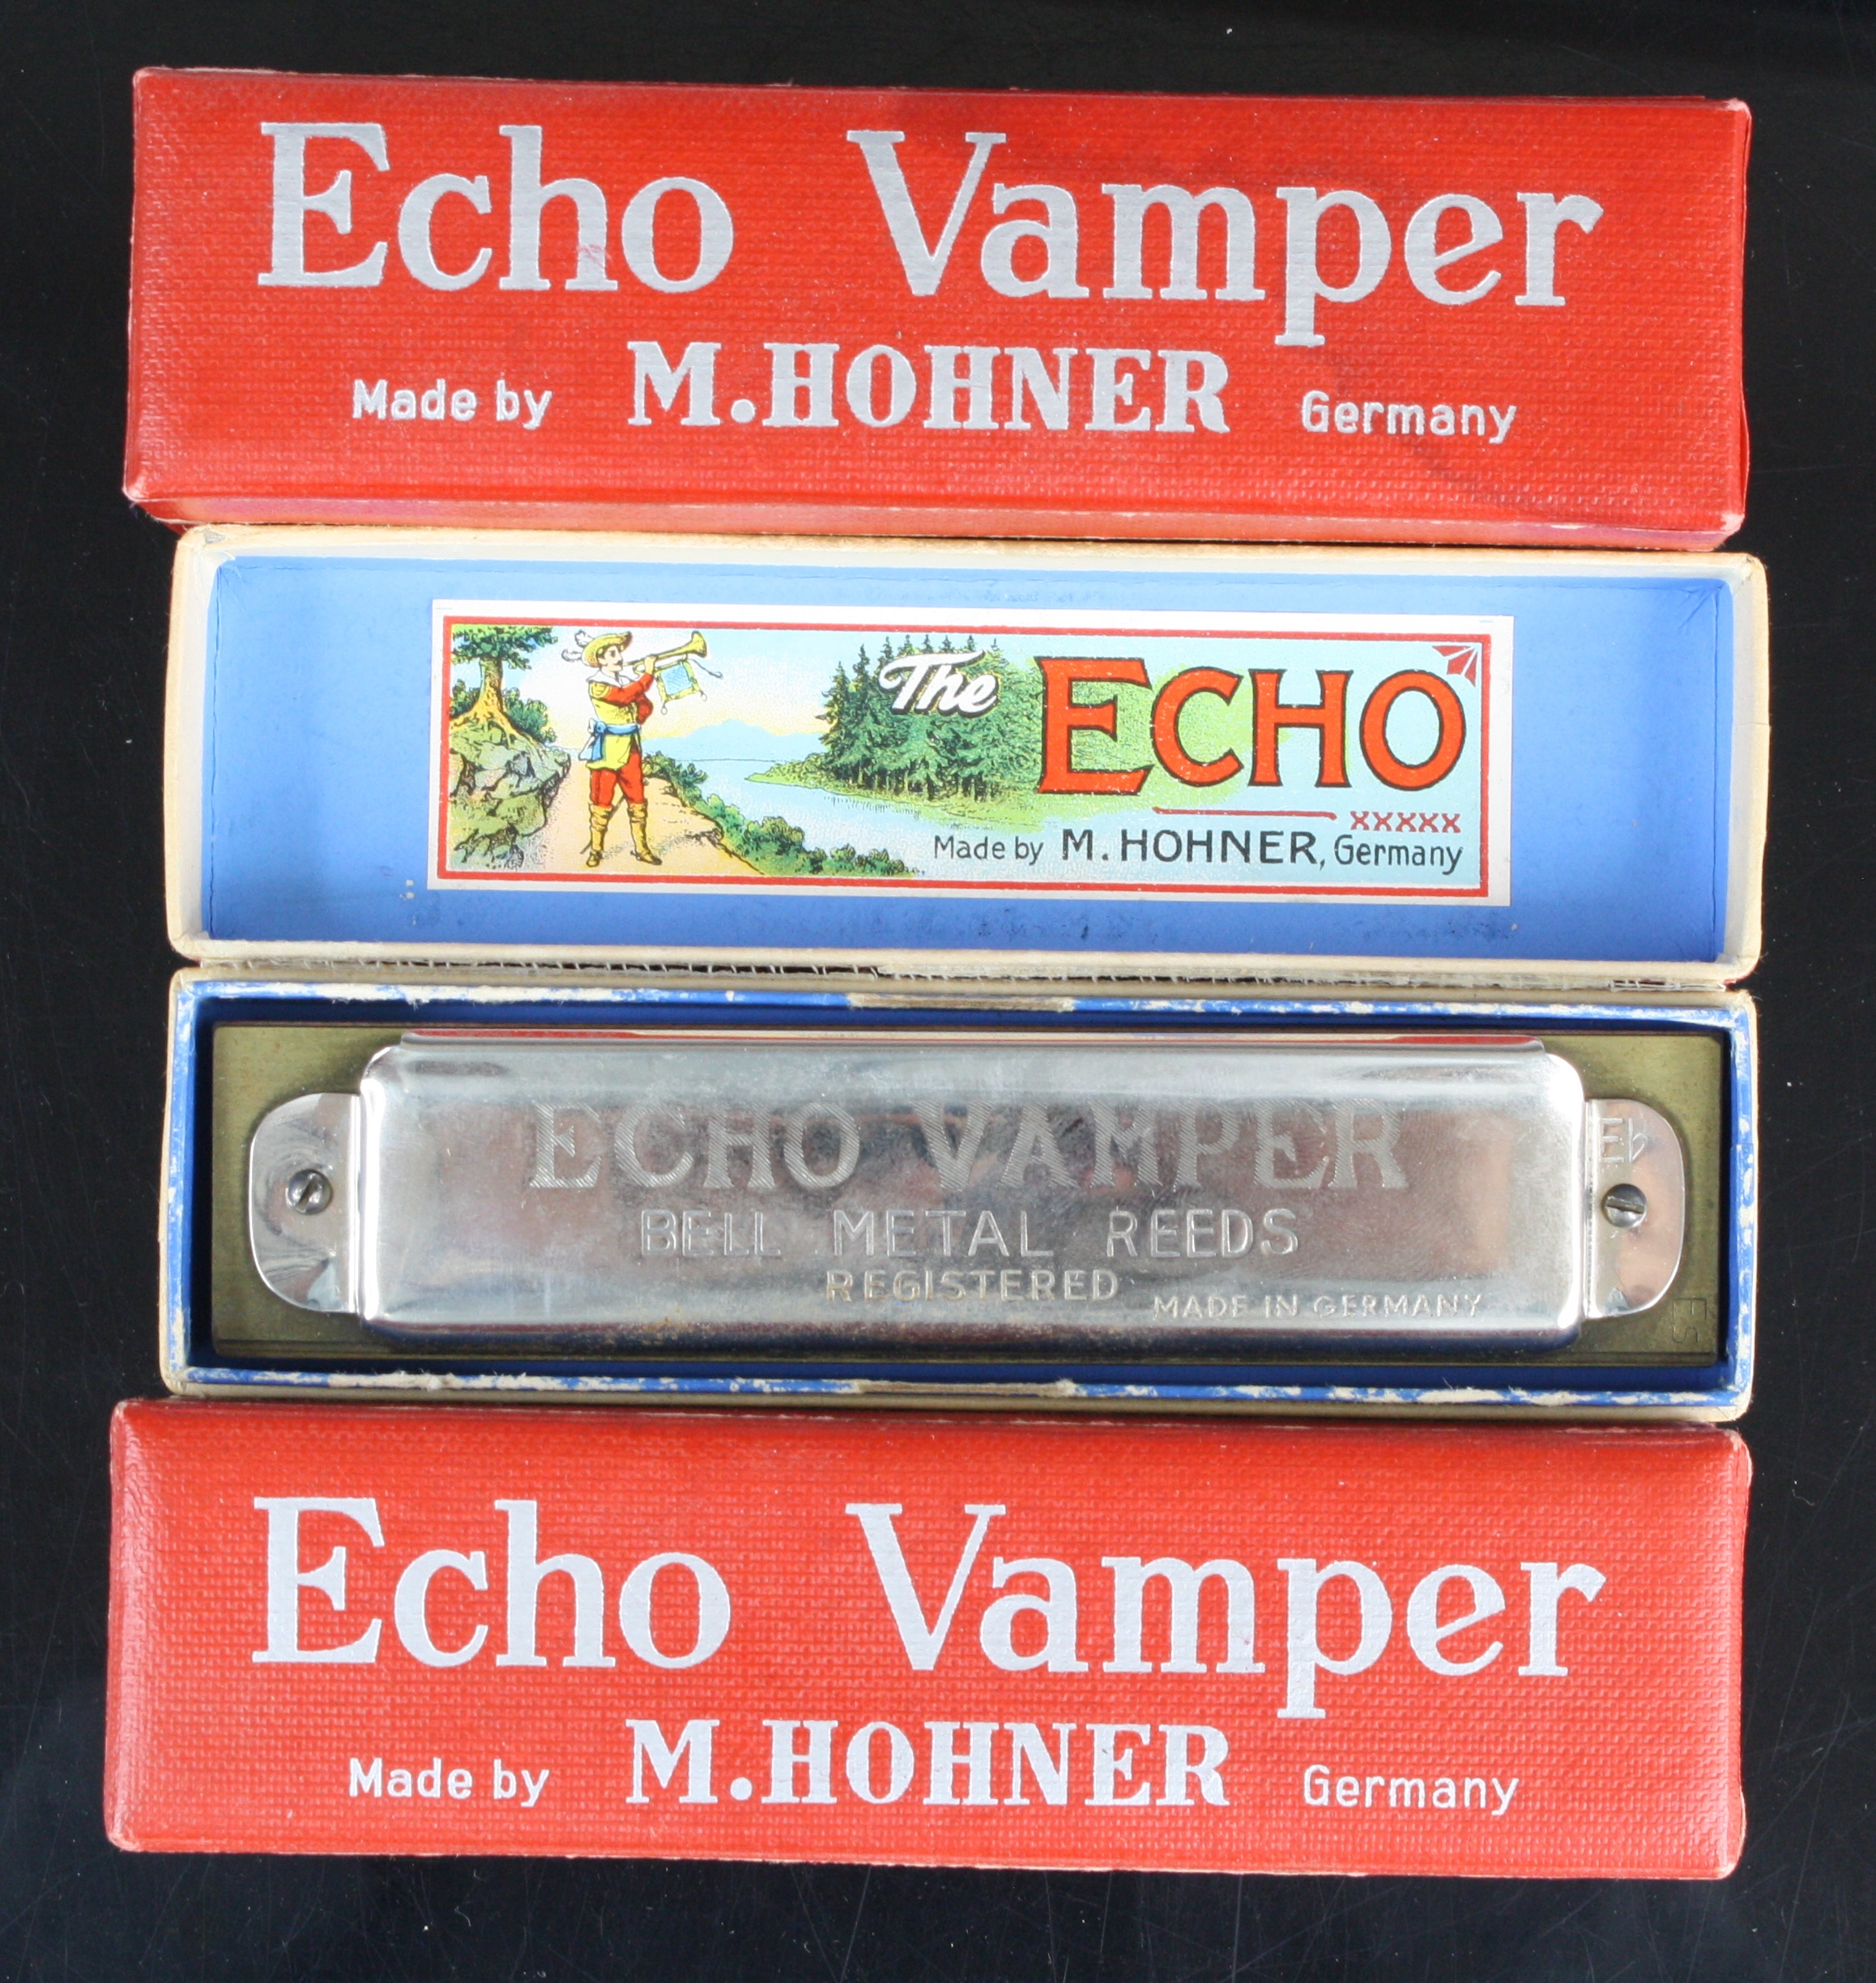 Echo Vamper
Made by M.HOHNER Germany
The ECHO
xxxxx
Made by M. HOHNER, Germany
ECHO VAMPER
E♭
BELL METAL REEDS
REGISTERED
MADE IN GERMANY
ES
Echo Vamper
Made by M.HOHNER Germany